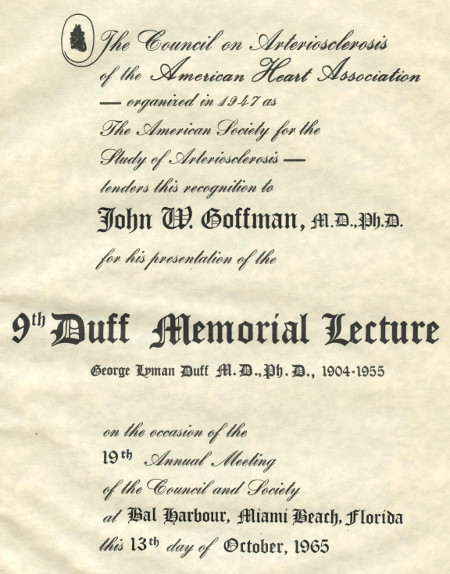 The Council on Arteriosclerosis
of the American Heart Association
— organized in 1947 as
The American Society for the
Study of Arteriosclerosis —
tenders this recognition to
John W. Goffman, M.D.,Ph.D.
for his presentation of the
9th Duff Memorial Lecture
George Lyman Duff M.D.,Ph.D., 1904-1955
on the occasion of the
19th Annual Meeting
of the Council and Society
at Bal Harbour, Miami Beach, Florida
this 13th day of October, 1965